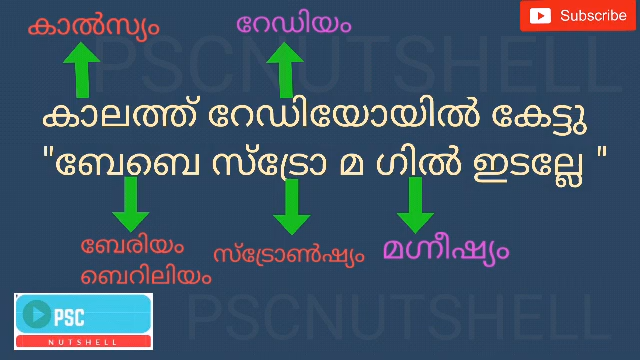 Subscribe
കാൽസ്യം റേഡിയം
PSCNUTSHELL
കാലത്ത് റേഡിയോയിൽ കേട്ടു
"ബേബെ സ്ട്രോ മ ഗിൽ ഇടല്ലേ "
ബേരിയം
ബെറിലിയം
സ്ട്രോൺഷ്യം
മഗ്നീഷ്യം
PSC
NUTSHELL
PSCNUTSHELL